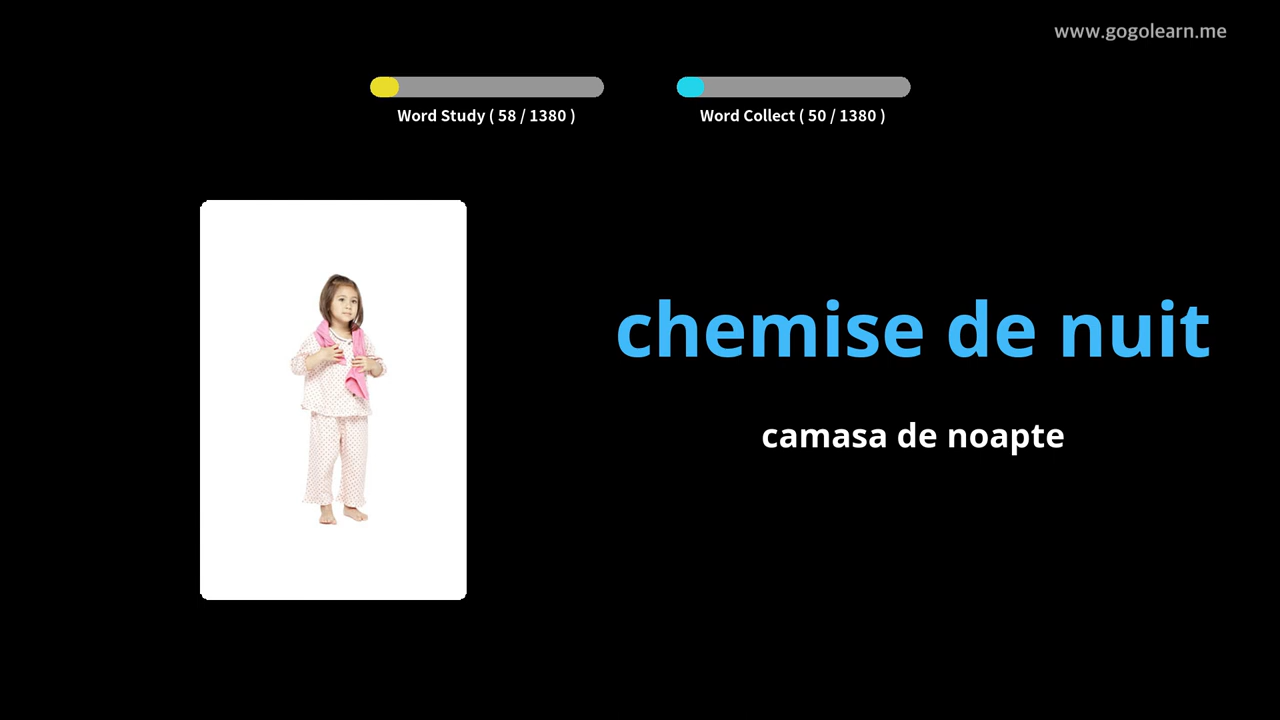 www.gogolearn.me
Word Study ( 58 / 1380 )
Word Collect ( 50 / 1380 )
chemise de nuit
camasa de noapte